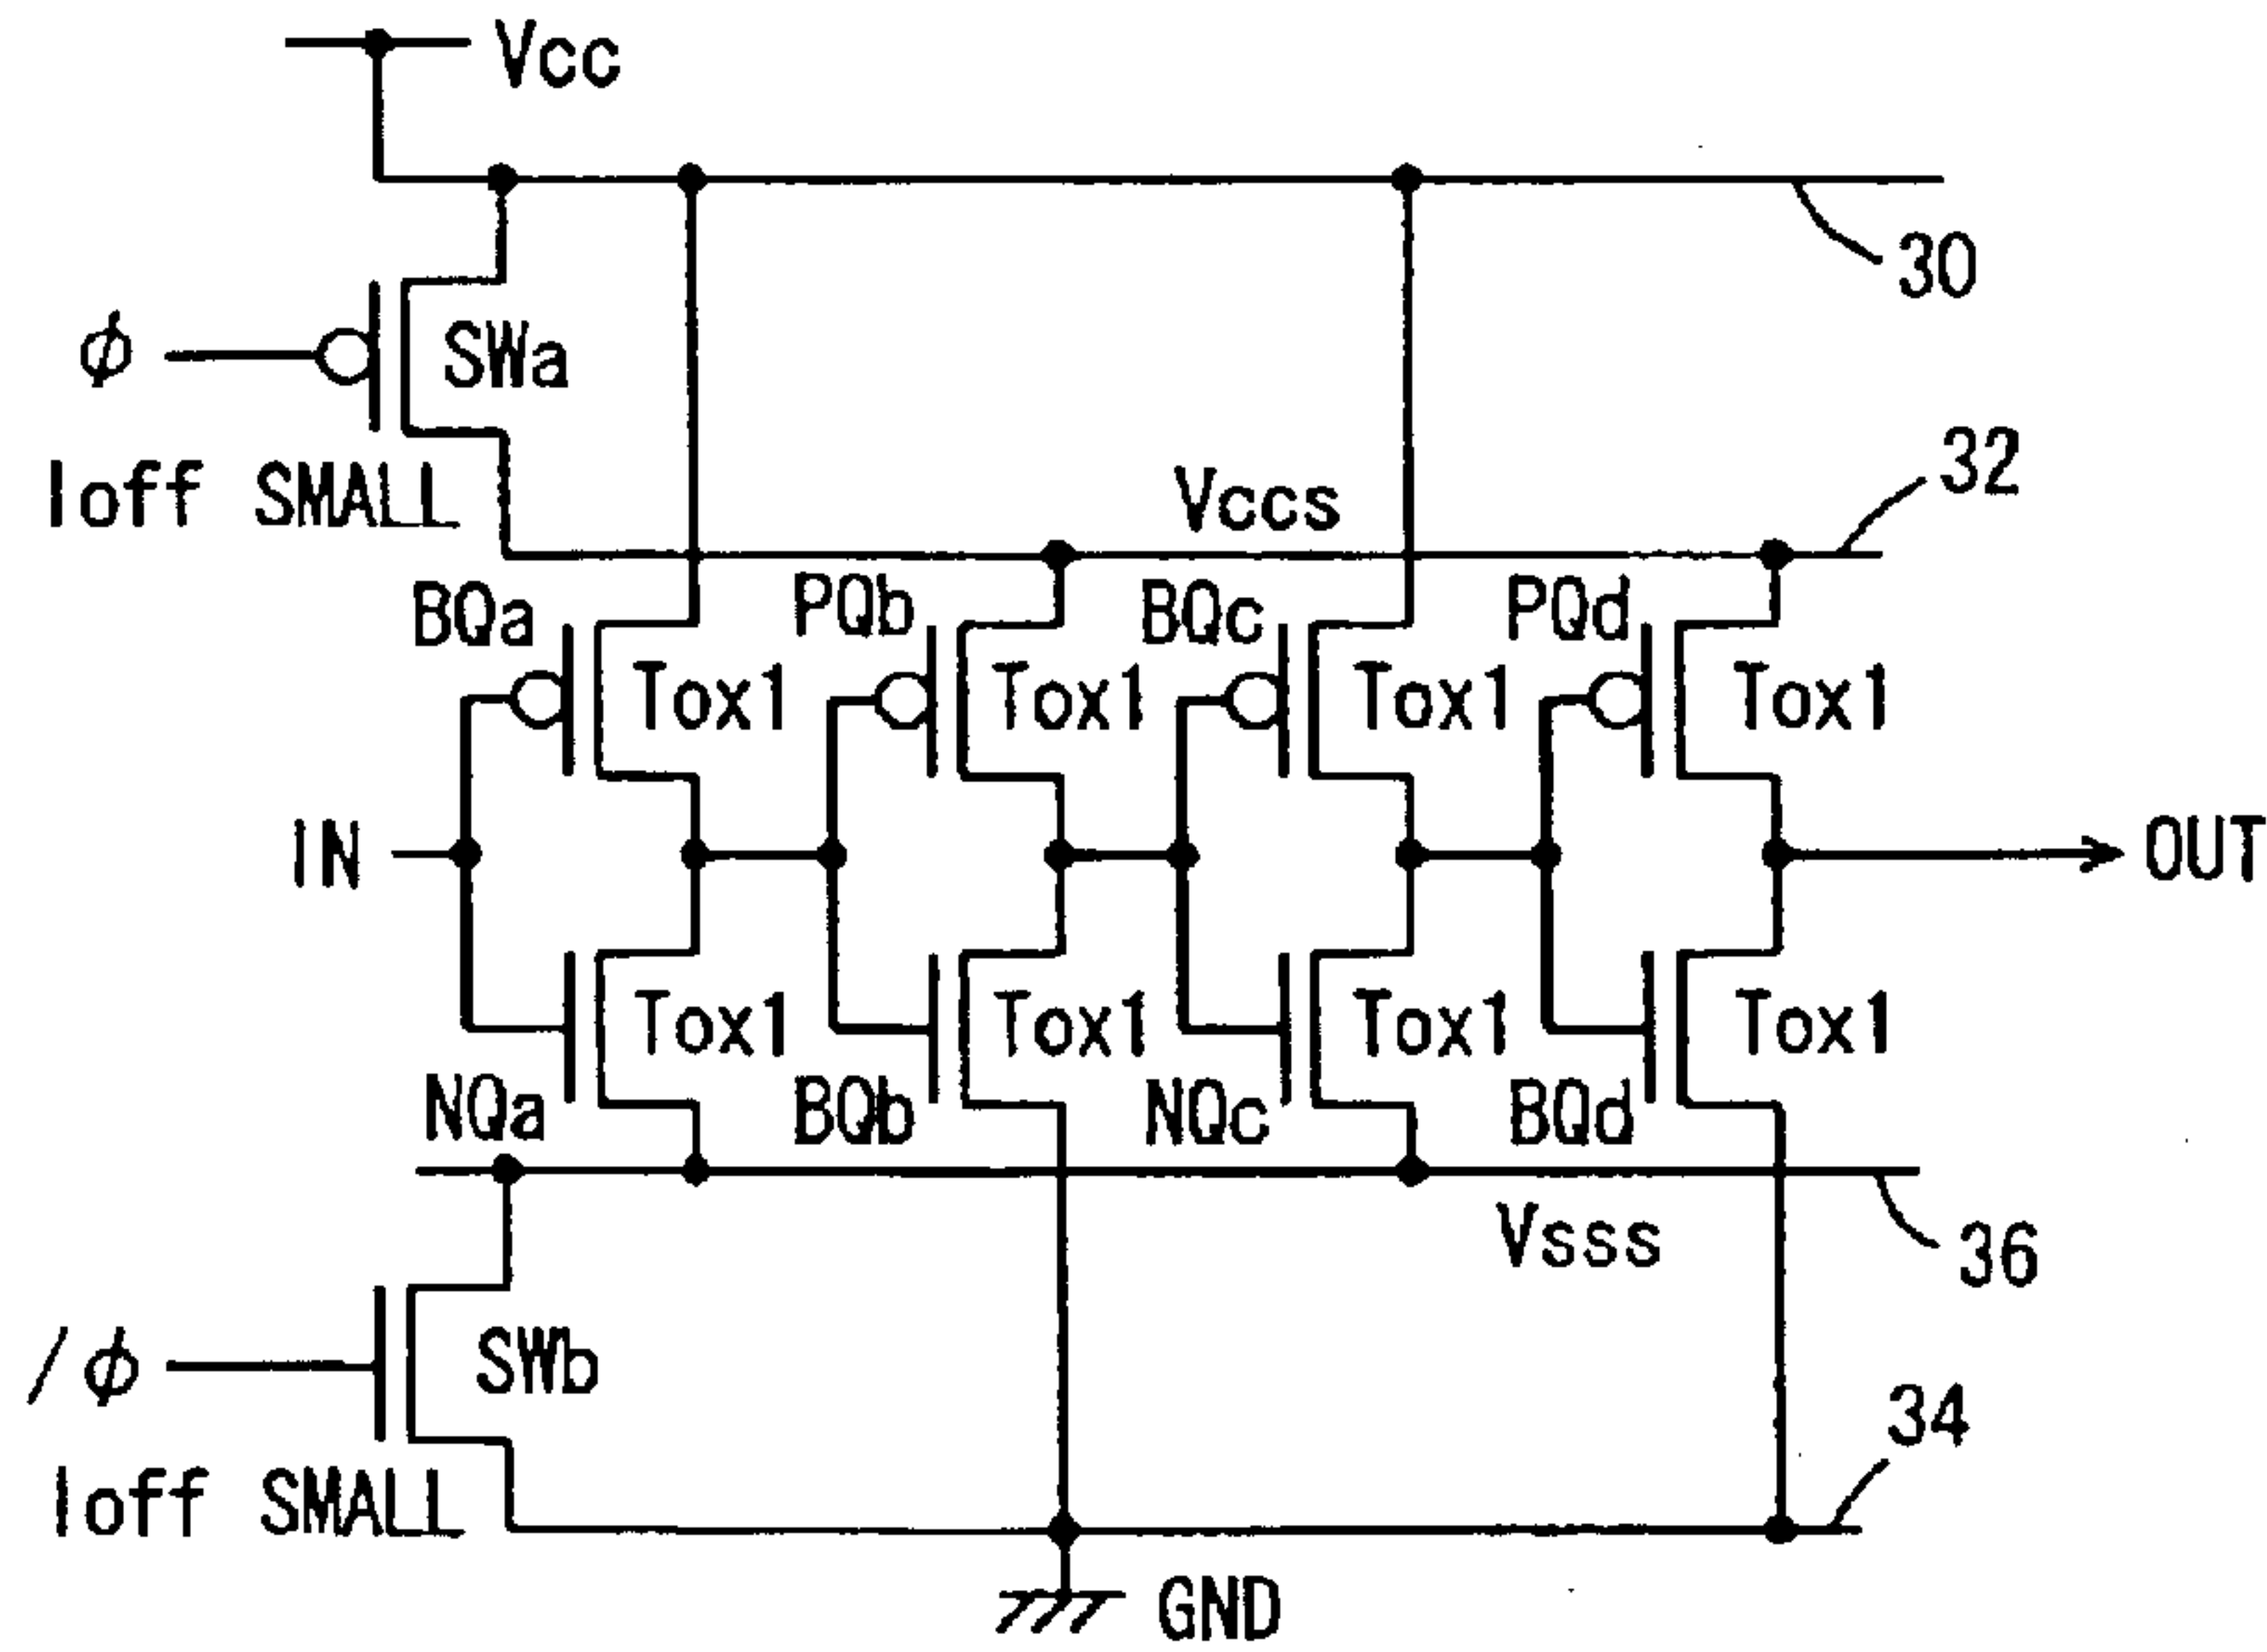 Vcc
30
ϕ
SWa
Ioff SMALL
Vccs
32
BQa
PQb
BQc
PQd
Tox1
Tox1
Tox1
Tox1
IN
OUT
Tox1
Tox1
Tox1
Tox1
NQa
BQb
NQc
BQd
Vsss
36
/ϕ
SWb
Ioff SMALL
34
GND